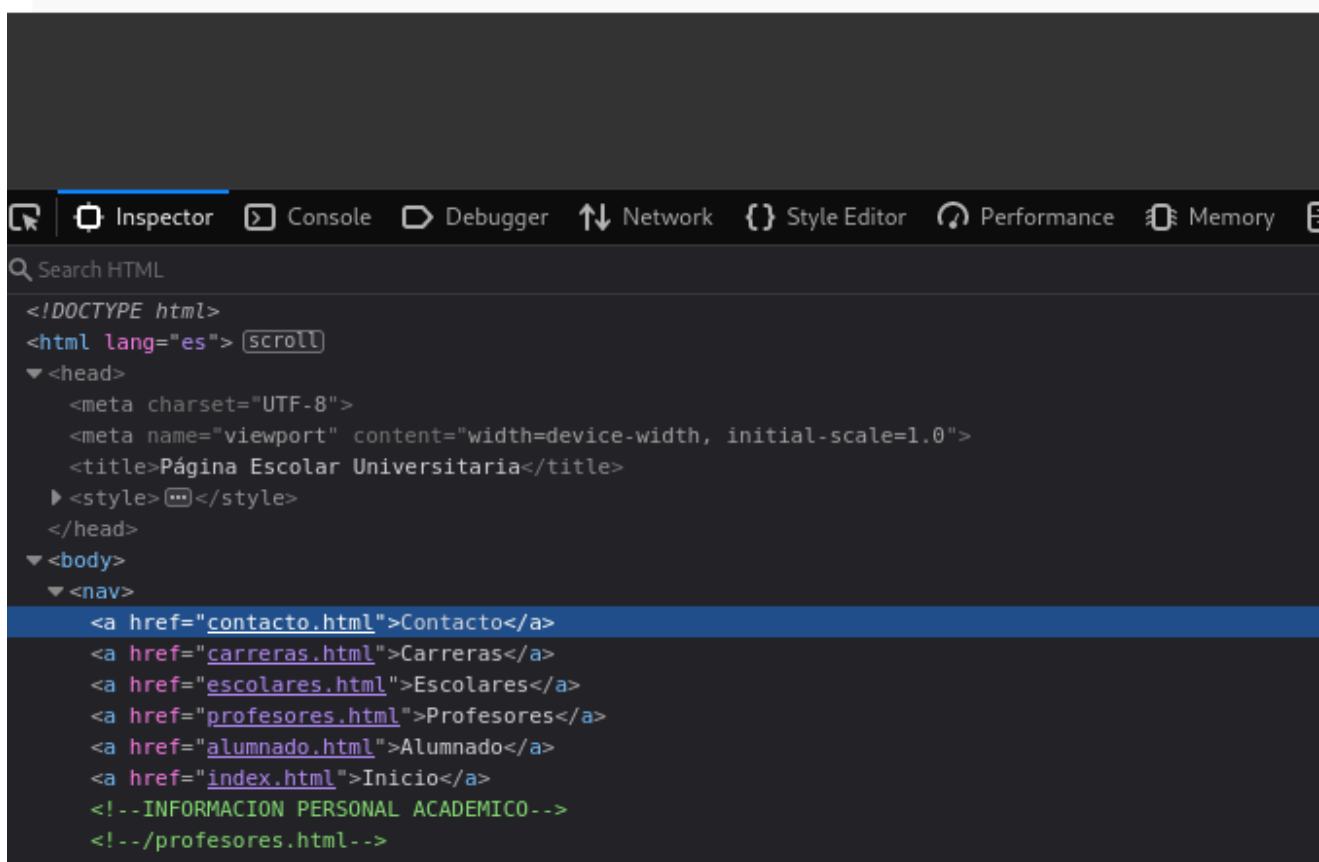 Inspector Console Debugger Network {} Style Editor Performance Memory
Search HTML
<!DOCTYPE html>
<html lang="es"> scroll
<head>
<meta charset="UTF-8">
<meta name="viewport" content="width=device-width, initial-scale=1.0">
<title>Página Escolar Universitaria</title>
<style>...</style>
</head>
<body>
<nav>
<a href="contacto.html">Contacto</a>
<a href="carreras.html">Carreras</a>
<a href="escolares.html">Escolares</a>
<a href="profesores.html">Profesores</a>
<a href="alumnado.html">Alumnado</a>
<a href="index.html">Inicio</a>
<!--INFORMACION PERSONAL ACADEMICO-->
<!--/profesores.html-->